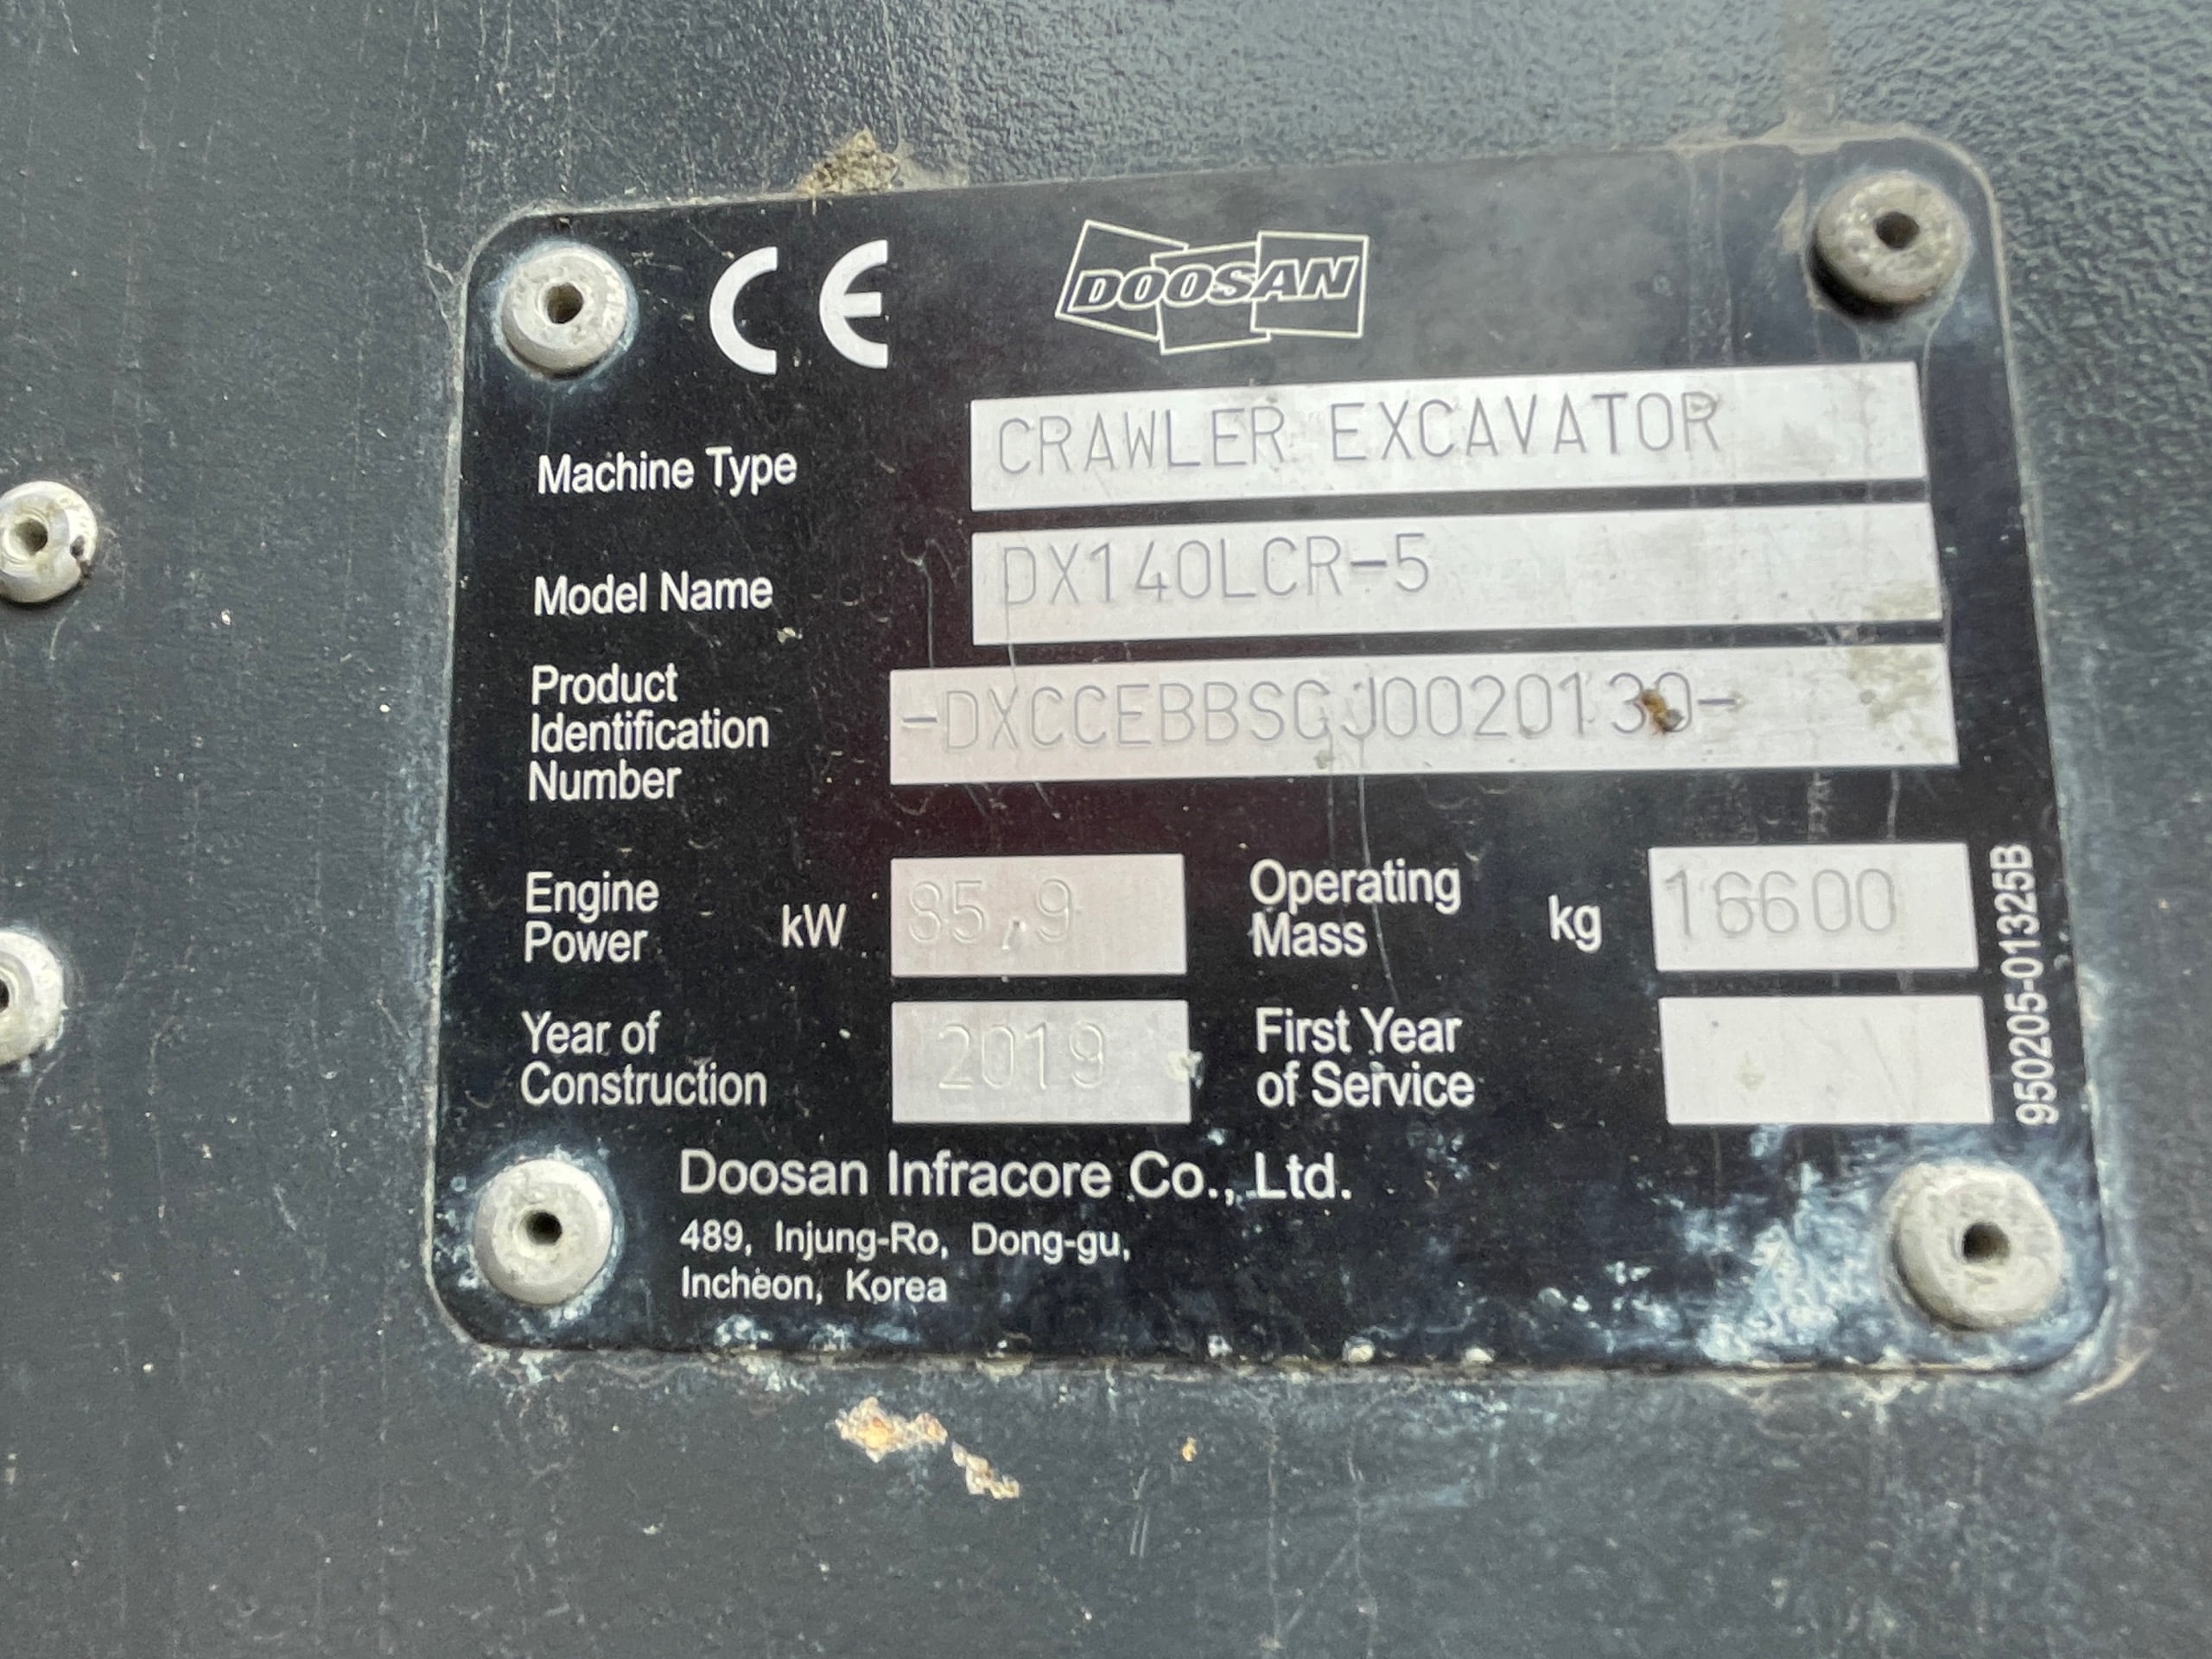 CE DOOSAN
Machine Type CRAWLER EXCAVATOR
Model Name DX140LCR-5
Product
Identification
Number
-DXCCEBBSCJ0020130-
Engine
Power
kW 85,9
Operating
Mass
kg 16600
Year of
Construction
2019
First Year
of Service
950205-01325B
Doosan Infracore Co., Ltd.
489, Injung-Ro, Dong-gu,
Incheon, Korea